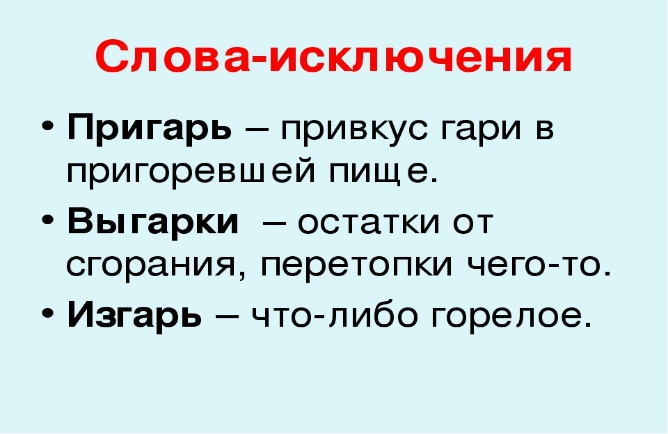 Слова-исключения
• Пригарь – привкус гари в
пригоревшей пище.
• Выгарки – остатки от
сгорания, перетопки чего-то.
• Изгарь – что-либо горелое.